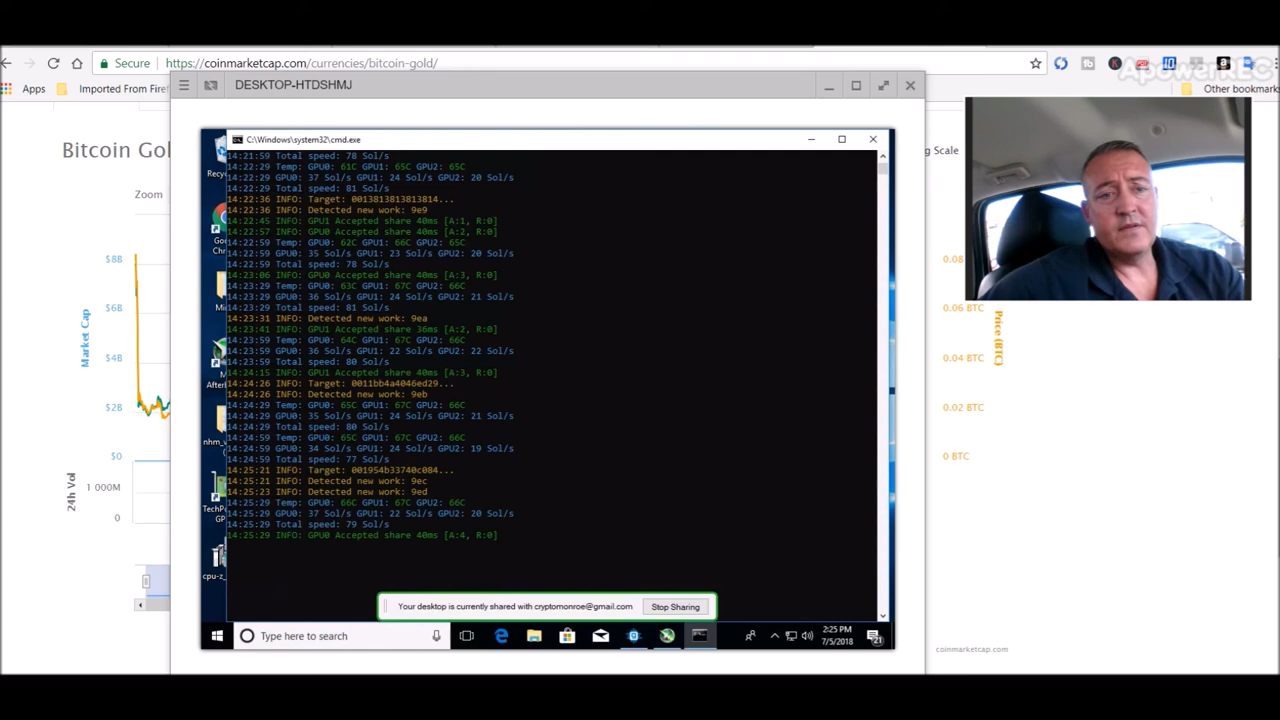 Secure
https://coinmarketcap.com/currencies/bitcoin-gold/
ApowerREC
Apps
Imported From Firef
Other bookmarks
DESKTOP-HTDSHMJ
Bitcoin Gol
g Scale
Zoom
C:\Windows\system32\cmd.exe
14:21:59 Total speed: 78 Sol/s
14:22:29 Temp: GPU0: 61C GPU1: 65C GPU2: 65C
14:22:29 GPU0: 37 Sol/s GPU1: 24 Sol/s GPU2: 20 Sol/s
14:22:29 Total speed: 81 Sol/s
14:22:36 INFO: Target: 0013813813813814...
14:22:36 INFO: Detected new work: 9e9
14:22:45 INFO: GPU1 Accepted share 40ms [A:1, R:0]
14:22:57 INFO: GPU0 Accepted share 40ms [A:2, R:0]
14:22:59 Temp: GPU0: 62C GPU1: 66C GPU2: 65C
14:22:59 GPU0: 35 Sol/s GPU1: 23 Sol/s GPU2: 20 Sol/s
14:22:59 Total speed: 78 Sol/s
14:23:06 INFO: GPU0 Accepted share 40ms [A:3, R:0]
14:23:29 Temp: GPU0: 63C GPU1: 67C GPU2: 66C
14:23:29 GPU0: 36 Sol/s GPU1: 24 Sol/s GPU2: 21 Sol/s
14:23:29 Total speed: 81 Sol/s
14:23:31 INFO: Detected new work: 9ea
14:23:41 INFO: GPU1 Accepted share 36ms [A:2, R:0]
14:23:59 Temp: GPU0: 64C GPU1: 67C GPU2: 66C
14:23:59 GPU0: 36 Sol/s GPU1: 22 Sol/s GPU2: 22 Sol/s
14:23:59 Total speed: 80 Sol/s
14:24:15 INFO: GPU1 Accepted share 40ms [A:3, R:0]
14:24:26 INFO: Target: 0011bb4a4046ed29...
14:24:26 INFO: Detected new work: 9eb
14:24:29 Temp: GPU0: 65C GPU1: 67C GPU2: 66C
14:24:29 GPU0: 35 Sol/s GPU1: 24 Sol/s GPU2: 21 Sol/s
14:24:29 Total speed: 80 Sol/s
14:24:59 Temp: GPU0: 65C GPU1: 67C GPU2: 66C
14:24:59 GPU0: 34 Sol/s GPU1: 24 Sol/s GPU2: 19 Sol/s
14:24:59 Total speed: 77 Sol/s
14:25:21 INFO: Target: 001954b33740c084...
14:25:21 INFO: Detected new work: 9ec
14:25:23 INFO: Detected new work: 9ed
14:25:29 Temp: GPU0: 66C GPU1: 67C GPU2: 66C
14:25:29 GPU0: 37 Sol/s GPU1: 22 Sol/s GPU2: 20 Sol/s
14:25:29 Total speed: 79 Sol/s
14:25:29 INFO: GPU0 Accepted share 40ms [A:4, R:0]
Recyc
Goo
Chr
Mi
M
After
nhm_v
TechP
GP
cpu-z_
$8B
$6B
$4B
$2B
$0
Market Cap
24h Vol
1 000M
0
0.08
0.06 BTC
0.04 BTC
0.02 BTC
0 BTC
Price (BTC)
Your desktop is currently shared with cryptomonroe@gmail.com
Stop Sharing
Type here to search
2:25 PM
7/5/2018
21
coinmarketcap.com